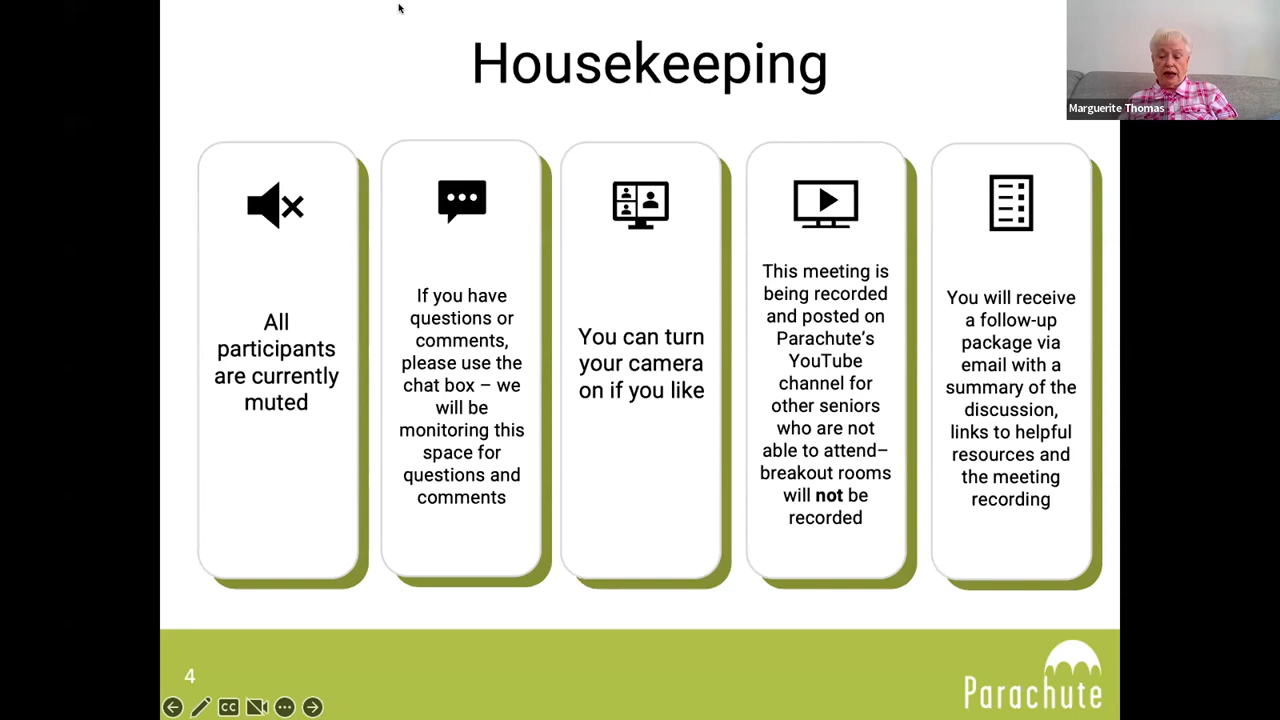 Housekeeping
Marguerite Thomas
All
participants
are currently
muted
If you have
questions or
comments,
please use the
chat box – we
will be
monitoring this
space for
questions and
comments
You can turn
your camera
on if you like
This meeting is
being recorded
and posted on
Parachute’s
YouTube
channel for
other seniors
who are not
able to attend–
breakout rooms
will not be
recorded
You will receive
a follow-up
package via
email with a
summary of the
discussion,
links to helpful
resources and
the meeting
recording
4
CC
Parachute